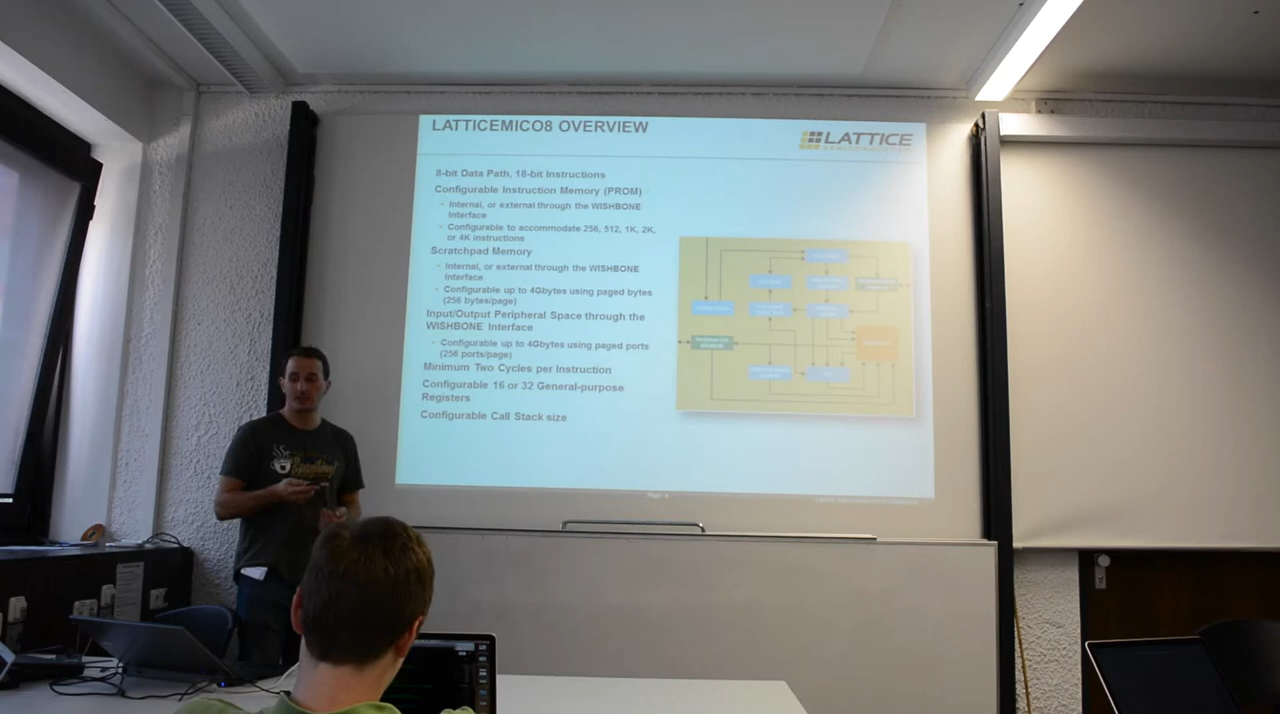 LATTICEMICO8 OVERVIEW
LATTICE
8-bit Data Path, 18-bit Instructions
Configurable Instruction Memory (PROM)
- Internal, or external through the WISHBONE
Interface
- Configurable to accommodate 256, 512, 1K, 2K,
or 4K instructions
Scratchpad Memory
- Internal, or external through the WISHBONE
Interface
- Configurable up to 4Gbytes using paged bytes
(256 bytes/page)
Input/Output Peripheral Space through the
WISHBONE Interface
- Configurable up to 4Gbytes using paged ports
(256 ports/page)
Minimum Two Cycles per Instruction
Configurable 16 or 32 General-purpose
Registers
Configurable Call Stack size
Everything!